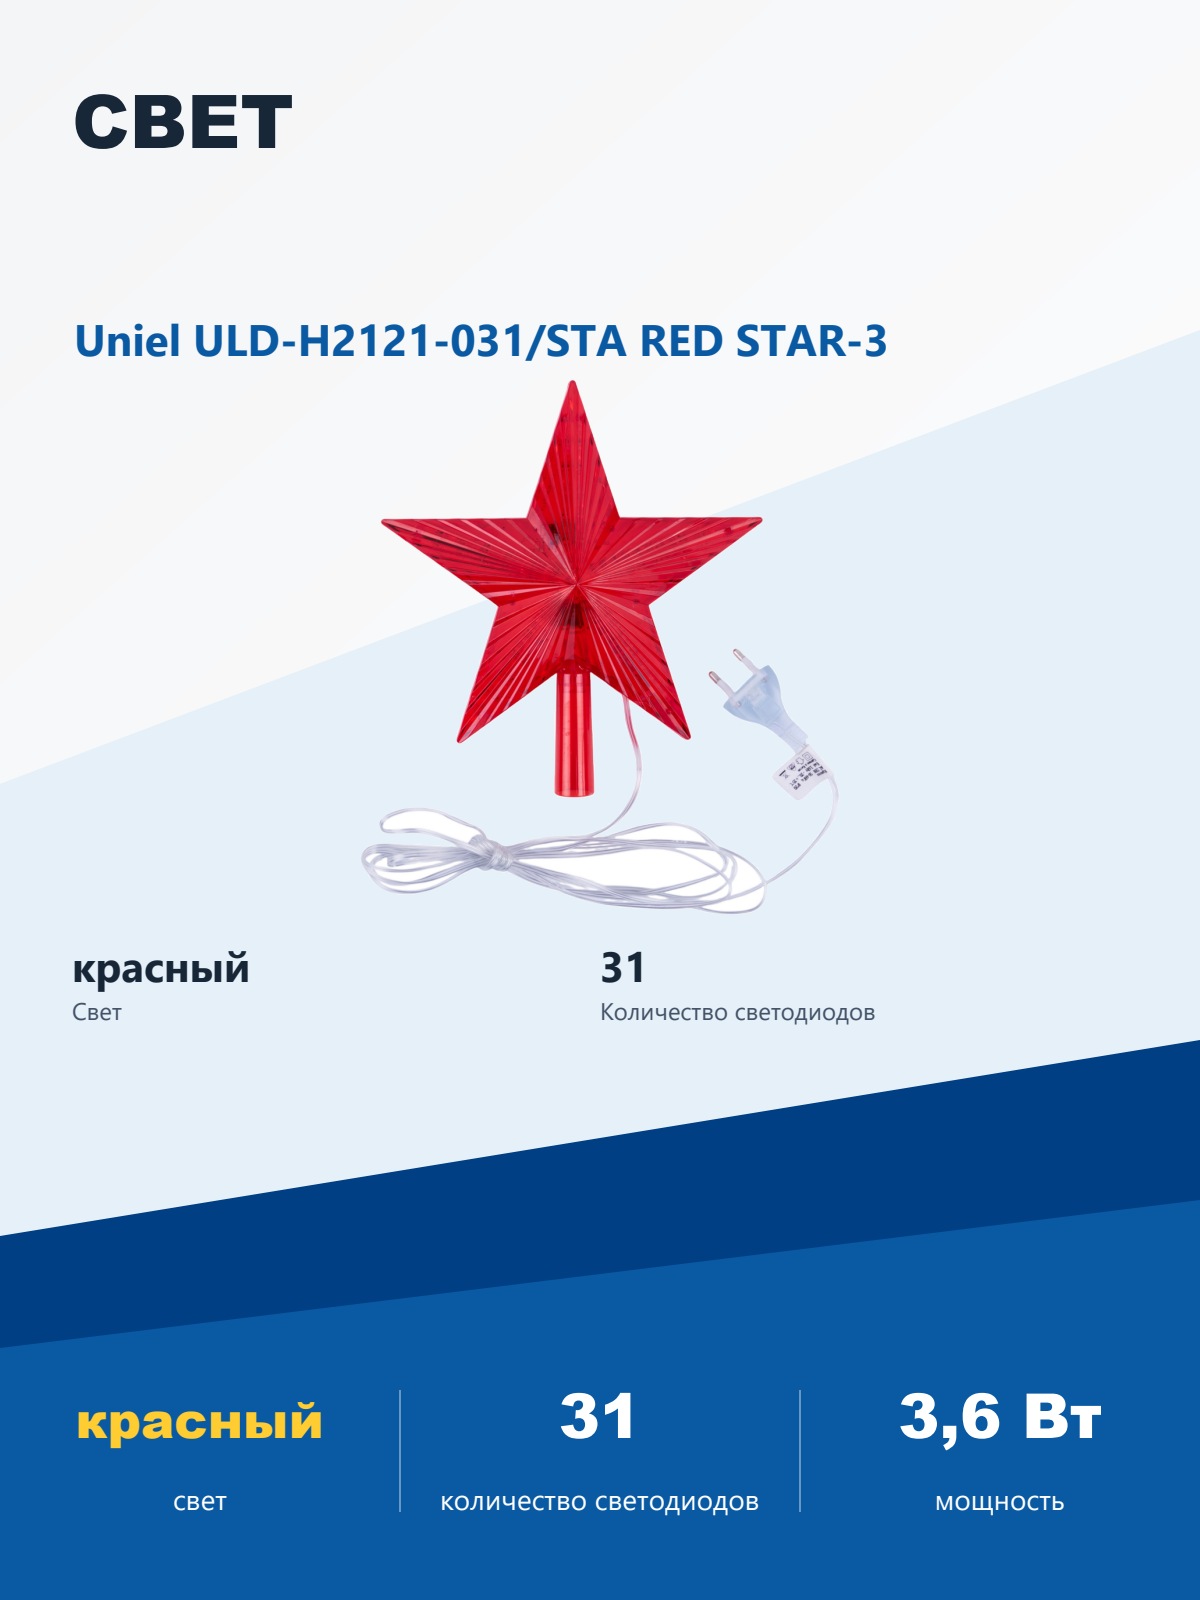 СВЕТ
Uniel ULD-H2121-031/STA RED STAR-3
красный
Свет
31
Количество светодиодов
красный
свет
31
количество светодиодов
3,6 Вт
мощность